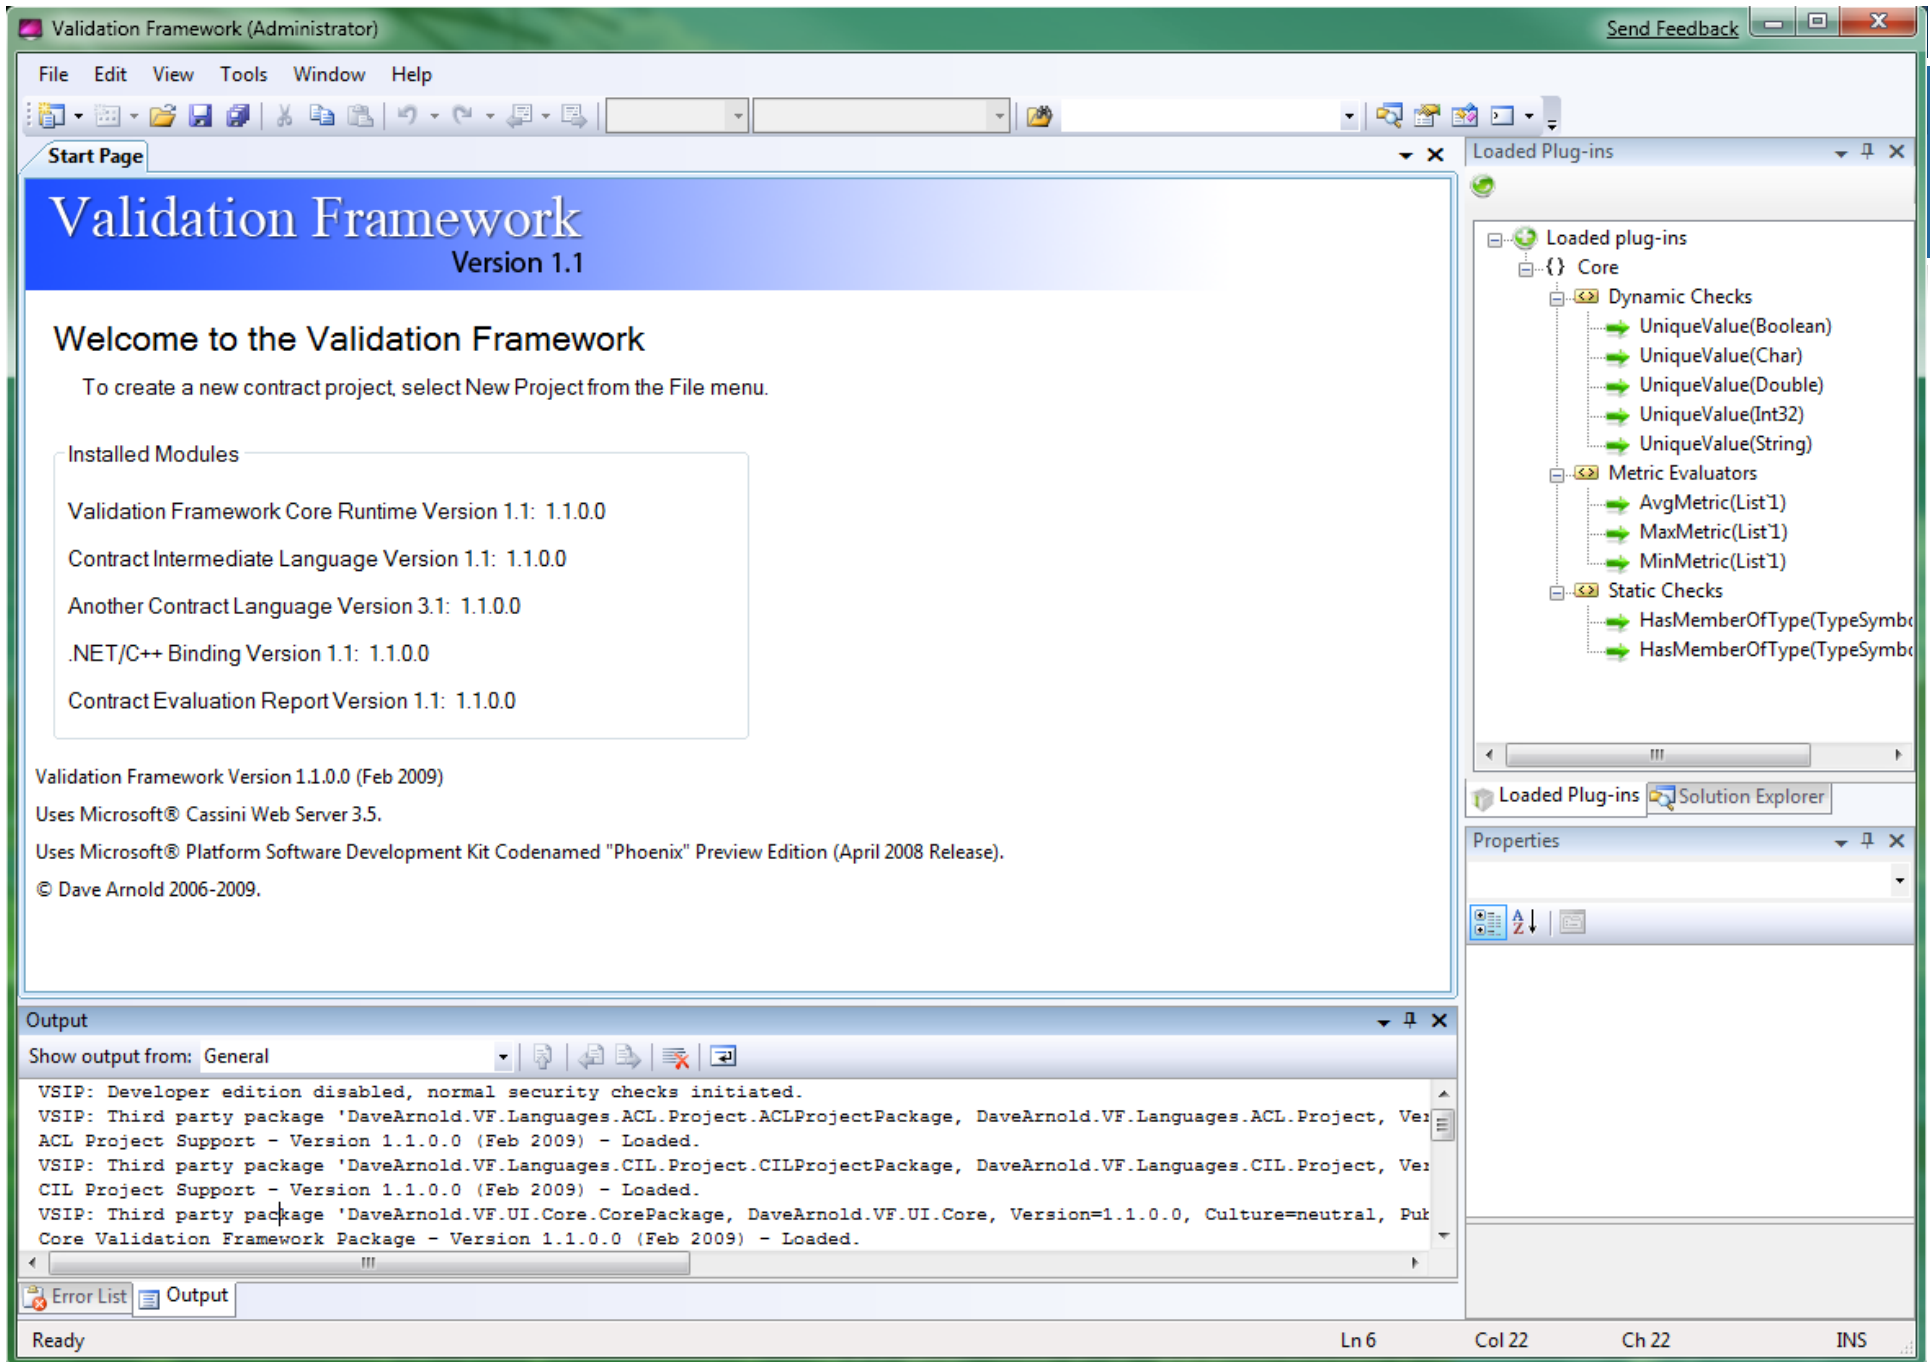 Validation Framework (Administrator)
Send Feedback
File Edit View Tools Window Help
Start Page
Validation Framework
Version 1.1
Welcome to the Validation Framework
To create a new contract project, select New Project from the File menu.
Installed Modules
Validation Framework Core Runtime Version 1.1: 1.1.0.0
Contract Intermediate Language Version 1.1: 1.1.0.0
Another Contract Language Version 3.1: 1.1.0.0
.NET/C++ Binding Version 1.1: 1.1.0.0
Contract Evaluation Report Version 1.1: 1.1.0.0
Validation Framework Version 1.1.0.0 (Feb 2009)
Uses Microsoft® Cassini Web Server 3.5.
Uses Microsoft® Platform Software Development Kit Codenamed "Phoenix" Preview Edition (April 2008 Release).
© Dave Arnold 2006-2009.
Loaded Plug-ins
Loaded plug-ins
{} Core
Dynamic Checks
UniqueValue(Boolean)
UniqueValue(Char)
UniqueValue(Double)
UniqueValue(Int32)
UniqueValue(String)
Metric Evaluators
AvgMetric(List`1)
MaxMetric(List`1)
MinMetric(List`1)
Static Checks
HasMemberOfType(TypeSymbo
HasMemberOfType(TypeSymbo
Loaded Plug-ins Solution Explorer
Properties
Output
Show output from: General
VSIP: Developer edition disabled, normal security checks initiated.
VSIP: Third party package 'DaveArnold.VF.Languages.ACL.Project.ACLProjectPackage, DaveArnold.VF.Languages.ACL.Project, Ver
ACL Project Support - Version 1.1.0.0 (Feb 2009) - Loaded.
VSIP: Third party package 'DaveArnold.VF.Languages.CIL.Project.CILProjectPackage, DaveArnold.VF.Languages.CIL.Project, Ver
CIL Project Support - Version 1.1.0.0 (Feb 2009) - Loaded.
VSIP: Third party package 'DaveArnold.VF.UI.Core.CorePackage, DaveArnold.VF.UI.Core, Version=1.1.0.0, Culture=neutral, Pub
Core Validation Framework Package - Version 1.1.0.0 (Feb 2009) - Loaded.
Error List Output
Ready Ln 6 Col 22 Ch 22 INS